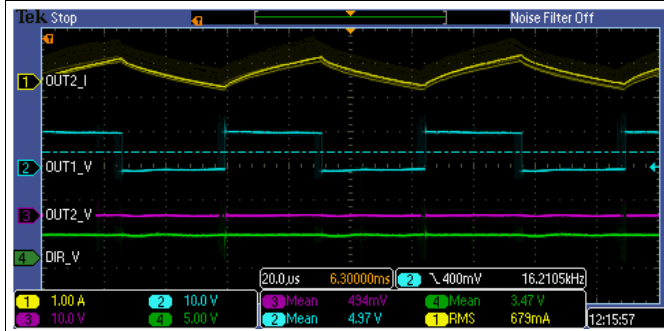 Tek Stop Noise Filter Off
1 OUT2_I
2 OUT1_V
3 OUT2_V
4 DIR_V
20.0µs 6.30000ms 2 400mV 16.2105kHz
1 1.00 A 2 10.0 V 3 Mean 494mV 4 Mean 3.47 V
3 10.0 V 4 5.00 V 2 Mean 4.97 V 1 RMS 679mA 12:15:57